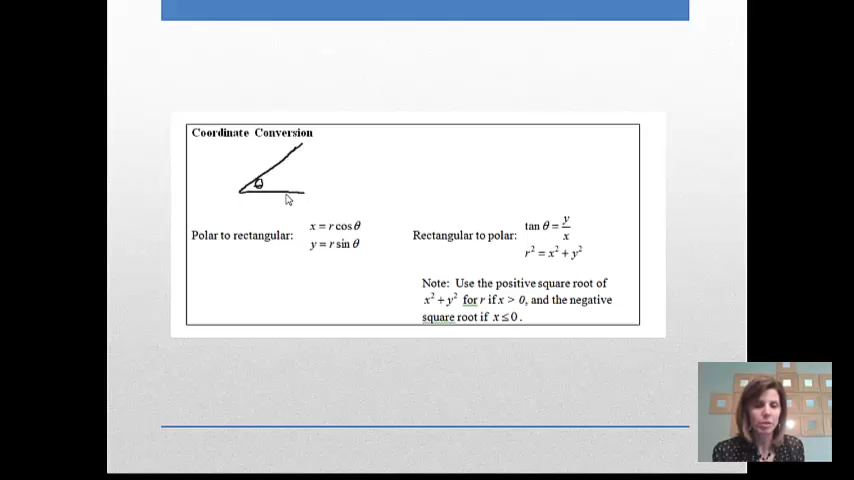 Coordinate Conversion
θ
Polar to rectangular:
x = r cos θ
y = r sin θ
Rectangular to polar:
tan θ = y/x
r² = x² + y²
Note: Use the positive square root of
x² + y² for r if x > 0, and the negative
square root if x ≤ 0.